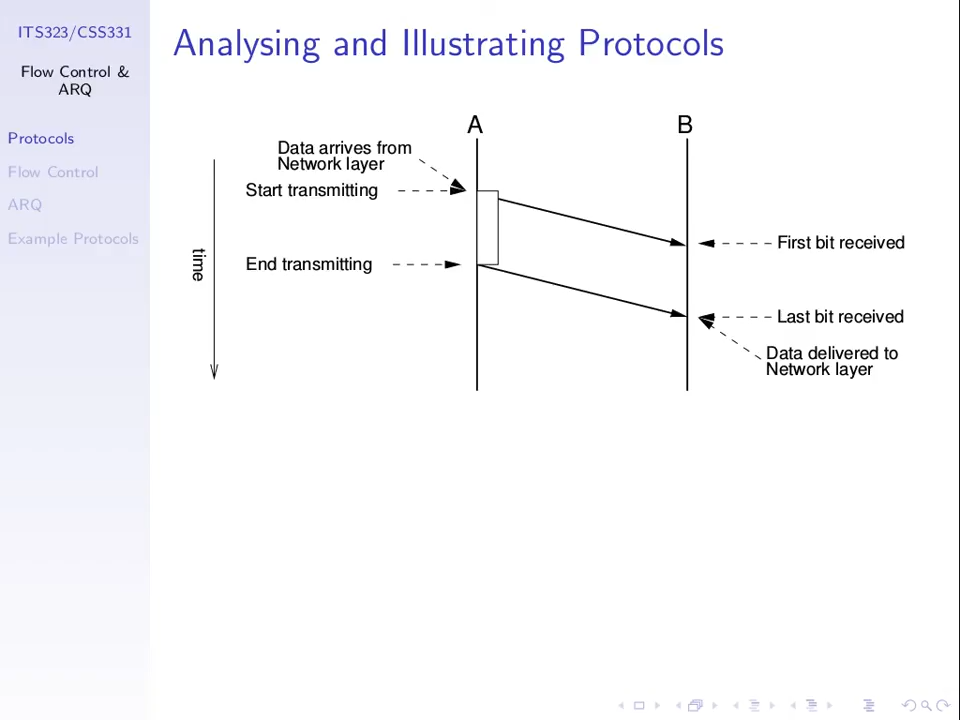 ITS323/CSS331
Flow Control &
ARQ
Protocols
Flow Control
ARQ
Example Protocols
Analysing and Illustrating Protocols
A
B
Data arrives from
Network layer
Start transmitting
First bit received
time
End transmitting
Last bit received
Data delivered to
Network layer